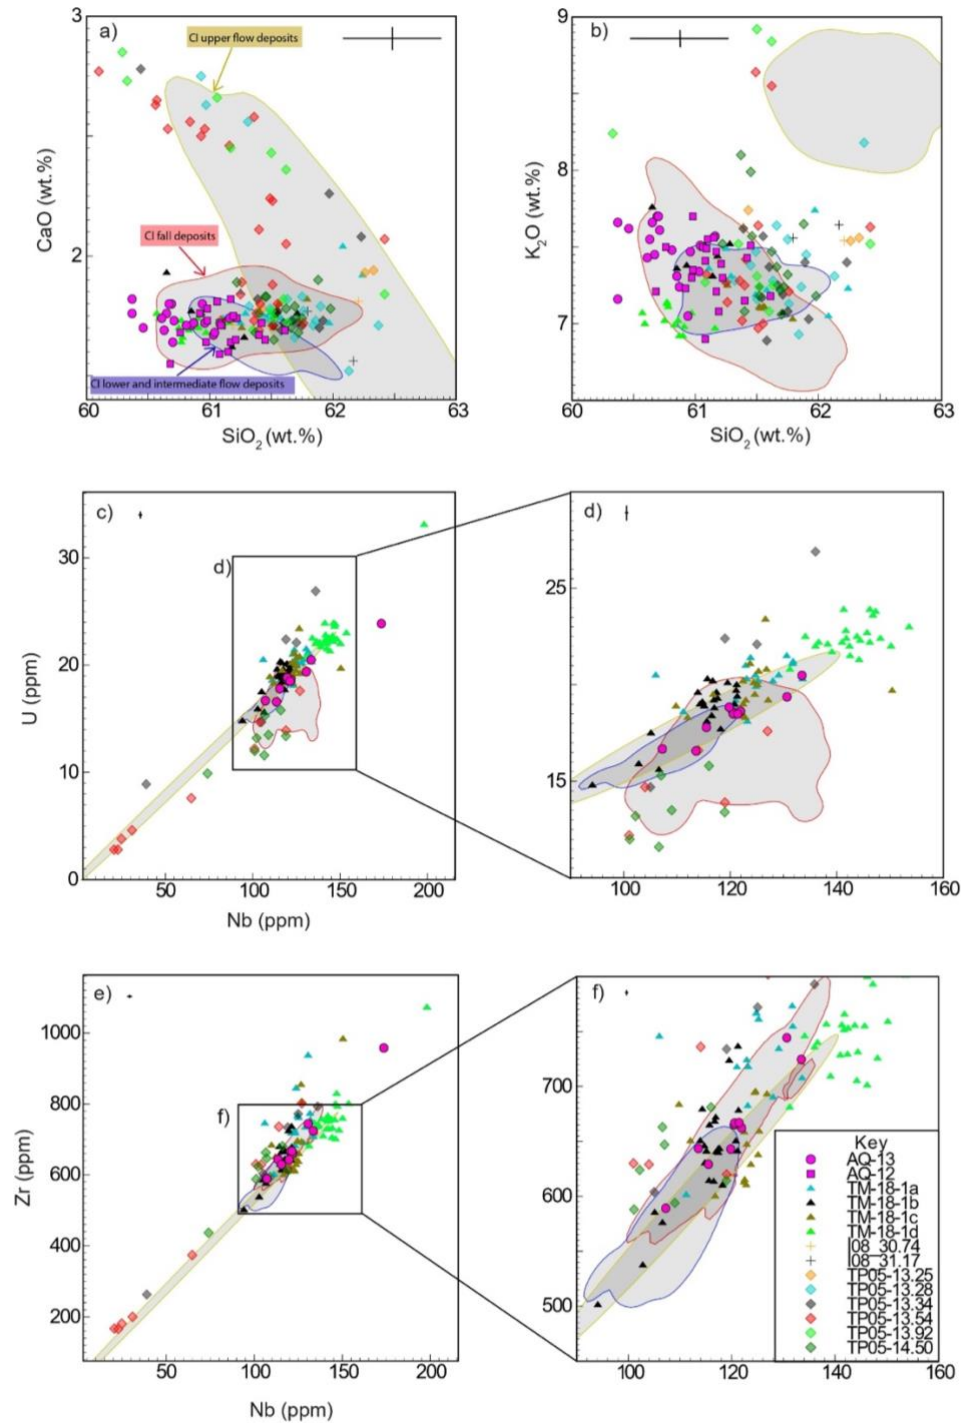 a)
CI upper flow deposits
CI fall deposits
CI lower and intermediate flow deposits
CaO (wt.%)
3
2
60
61
62
63
SiO2 (wt.%)
b)
K2O (wt.%)
9
8
7
60
61
62
63
SiO2 (wt.%)
c)
d)
U (ppm)
30
20
10
0
50
100
150
200
Nb (ppm)
d)
25
15
100
120
140
160
e)
f)
Zr (ppm)
1000
800
600
400
200
50
100
150
200
Nb (ppm)
f)
700
600
500
100
120
140
160
Key
AQ-13
AQ-12
TM-18-1a
TM-18-1b
TM-18-1c
TM-18-1d
I08_30.74
I08_31.17
TP05-13.25
TP05-13.28
TP05-13.34
TP05-13.54
TP05-13.92
TP05-14.50